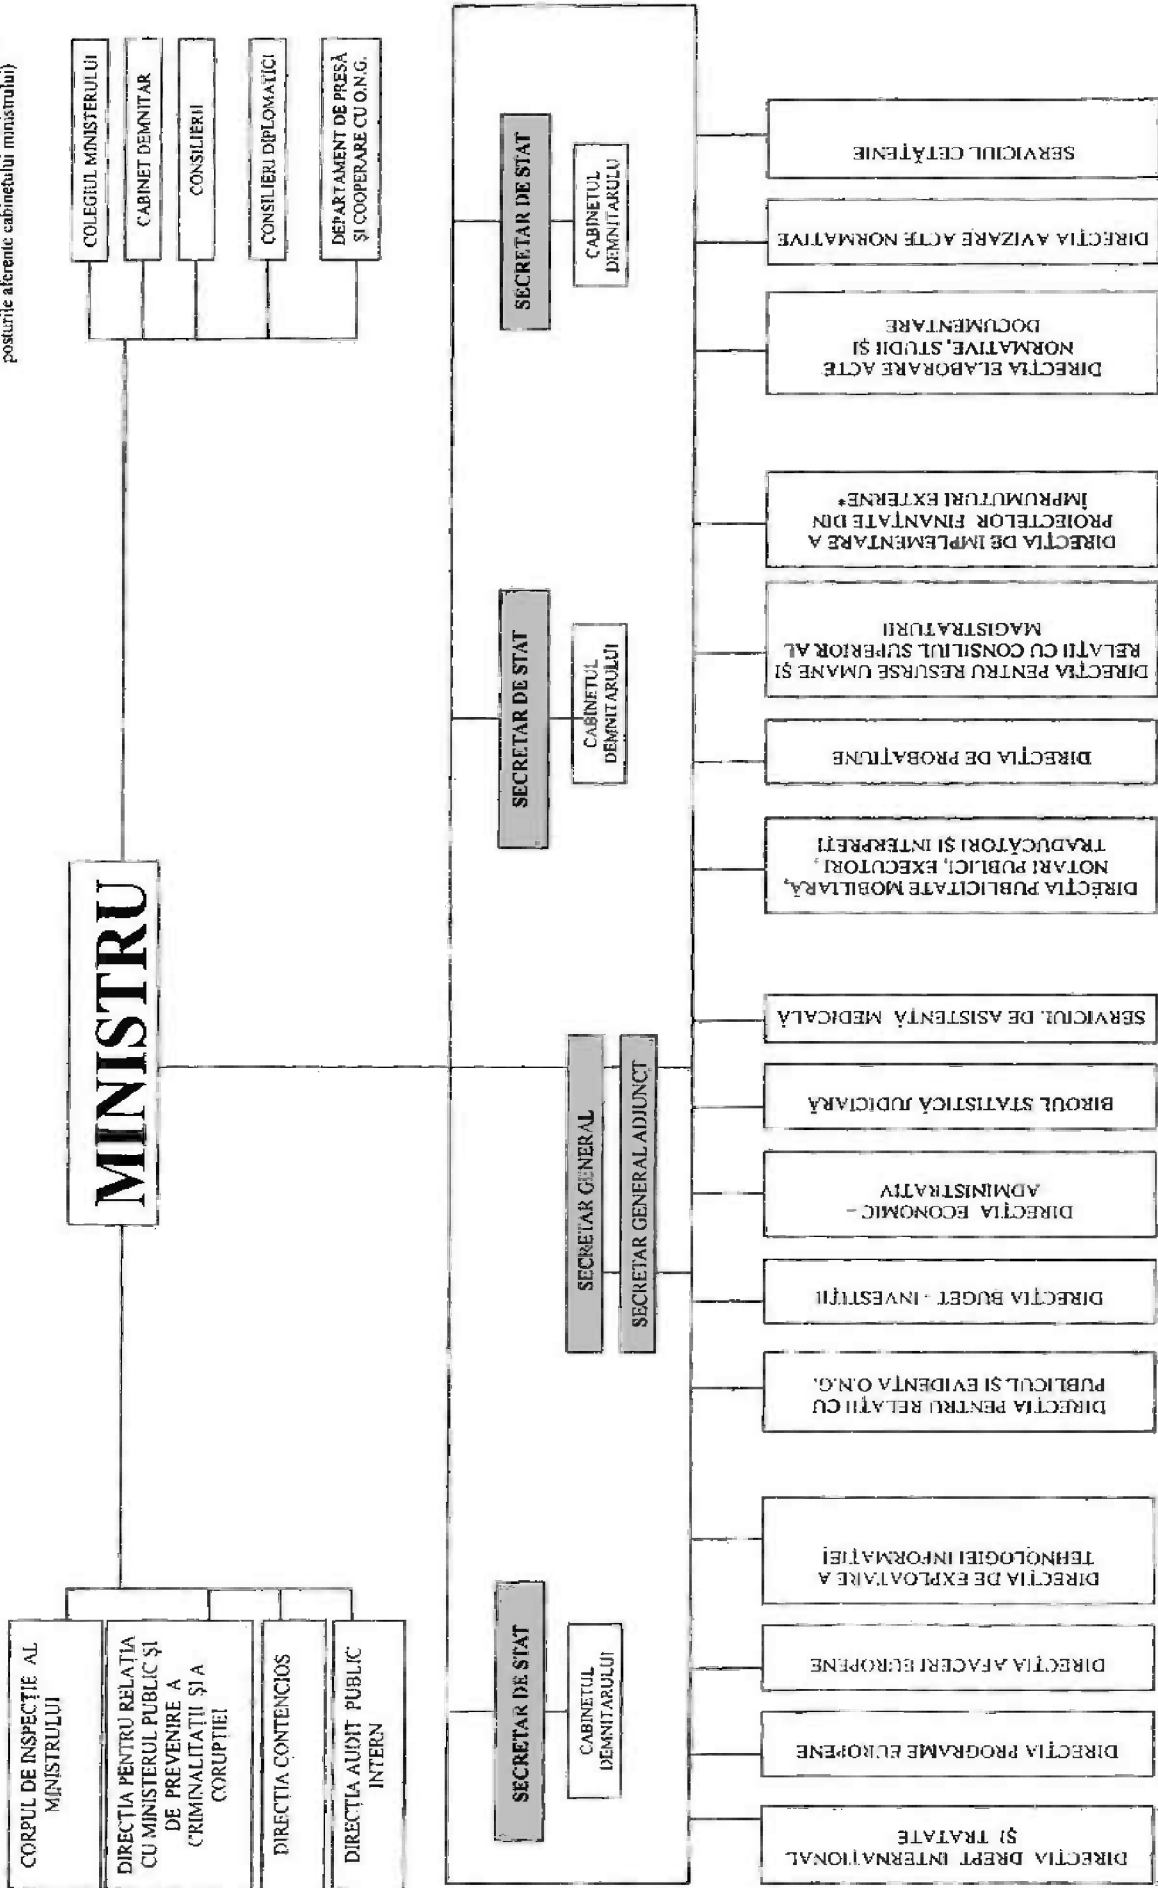 posturile aferente cabinetului ministrului)
MINISTRU
CORPUL DE INSPECŢIE AL
MINISTRULUI
DIRECŢIA PENTRU RELAŢIA
CU MINISTERUL PUBLIC ŞI
DE PREVENIRE A
CRIMINALITĂŢII ŞI A
CORUPŢIEI
DIRECŢIA CONTENCIOS
DIRECŢIA AUDIT PUBLIC
INTERN
COLEGIUL MINISTERULUI
CABINET DEMNITAR
CONSILIERI
CONSILIERI DIPLOMATICI
DEPARTAMENT DE PRESĂ
ŞI COOPERARE CU O.N.G.
SECRETAR DE STAT
CABINETUL
DEMNITARULUI
SECRETAR GENERAL
SECRETAR GENERAL ADJUNCT
SECRETAR DE STAT
CABINETUL
DEMNITARULUI
SECRETAR DE STAT
CABINETUL
DEMNITARULU
DIRECŢIA DREPT INTERNAŢIONAL
ŞI TRATATE
DIRECŢIA PROGRAME EUROPENE
DIRECŢIA AFACERI EUROPENE
DIRECŢIA DE EXPLOATARE A
TEHNOLOGIEI INFORMAŢIEI
DIRECŢIA PENTRU RELAŢII CU
PUBLICUL ŞI EVIDENŢA O.N.G.
DIRECŢIA BUGET - INVESTIŢII
DIRECŢIA ECONOMIC -
ADMINISTRATIV
BIROUL STATISTICĂ JUDICIARĂ
SERVICIUL DE ASISTENŢĂ MEDICALĂ
DIRECŢIA PUBLICITATE MOBILIARĂ,
NOTARI PUBLICI, EXECUTORI,
TRADUCĂTORI ŞI INTERPREŢI
DIRECŢIA DE PROBAŢIUNE
DIRECŢIA PENTRU RESURSE UMANE ŞI
RELAŢII CU CONSILIUL SUPERIOR AL
MAGISTRATURII
DIRECŢIA DE IMPLEMENTARE A
PROIECTELOR FINANŢATE DIN
ÎMPRUMUTURI EXTERNE*
DIRECŢIA ELABORARE ACTE
NORMATIVE, STUDII ŞI
DOCUMENTARE
DIRECŢIA AVIZARE ACTE NORMATIVE
SERVICIUL CETĂŢENIE